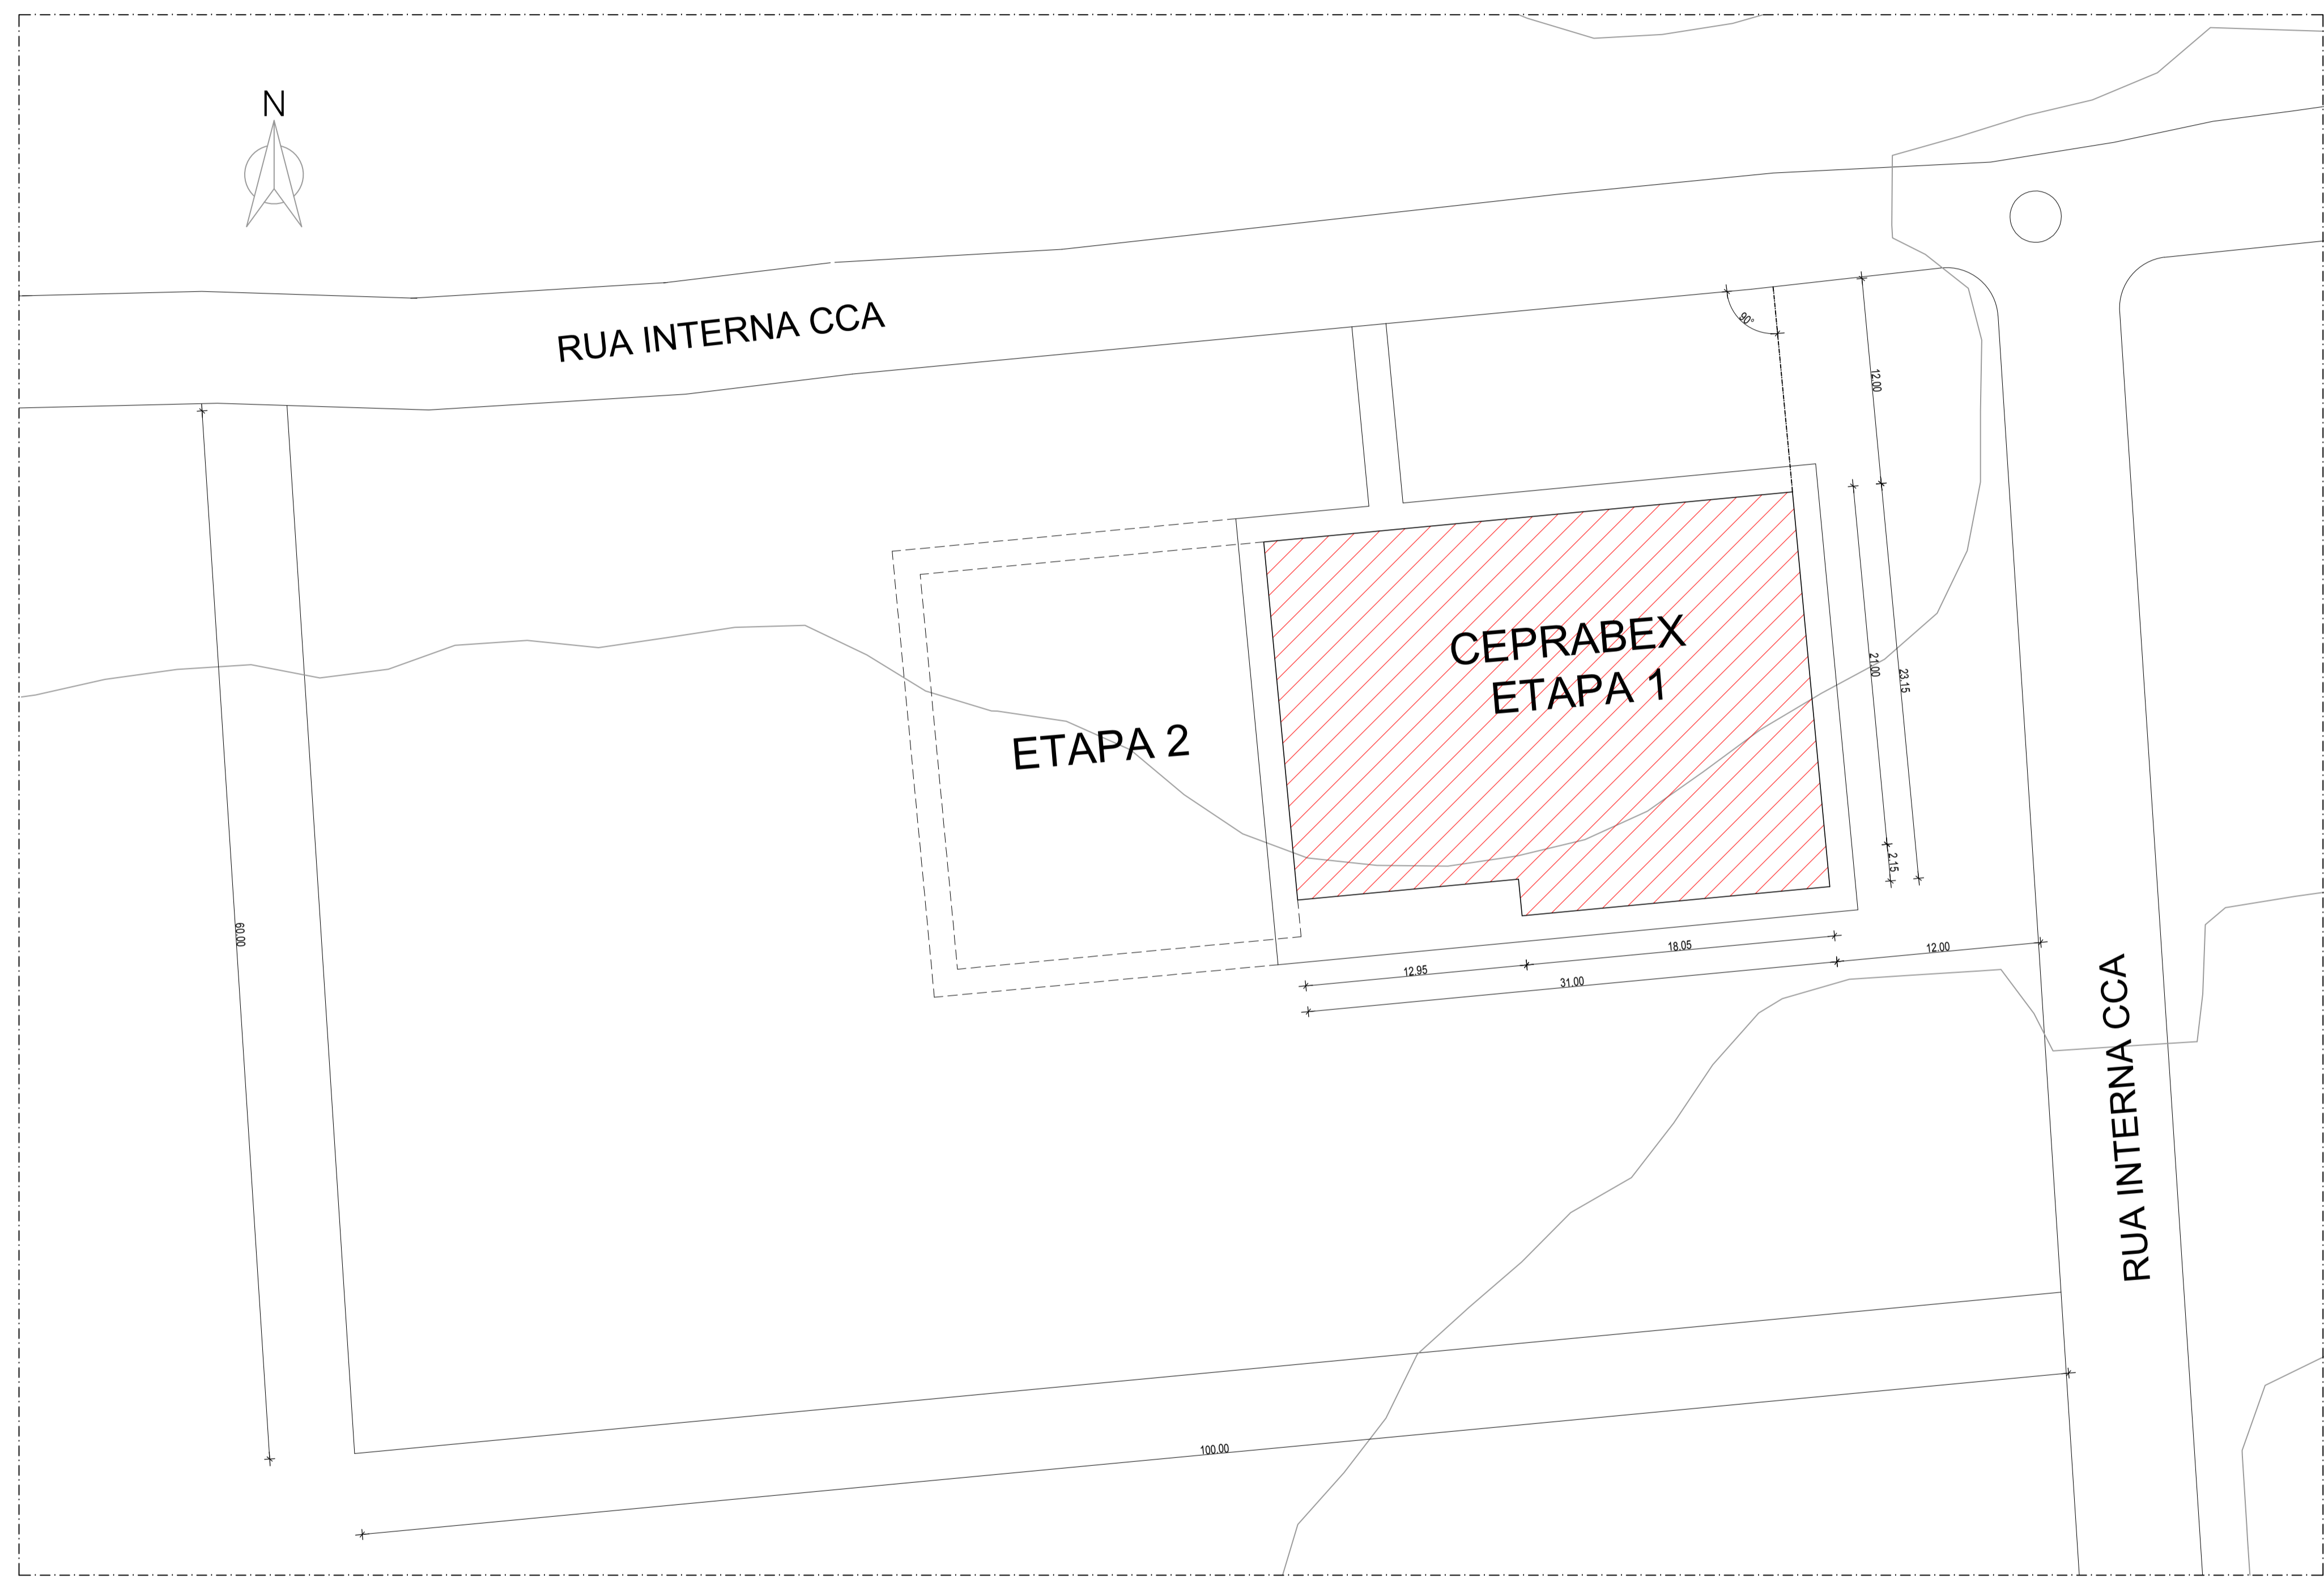 N
RUA INTERNA CCA
90°
12.00
CEPRABEX
ETAPA 1
21.00
23.15
ETAPA 2
2.15
60.00
18.05
12.00
12.95
31.00
RUA INTERNA CCA
100.00